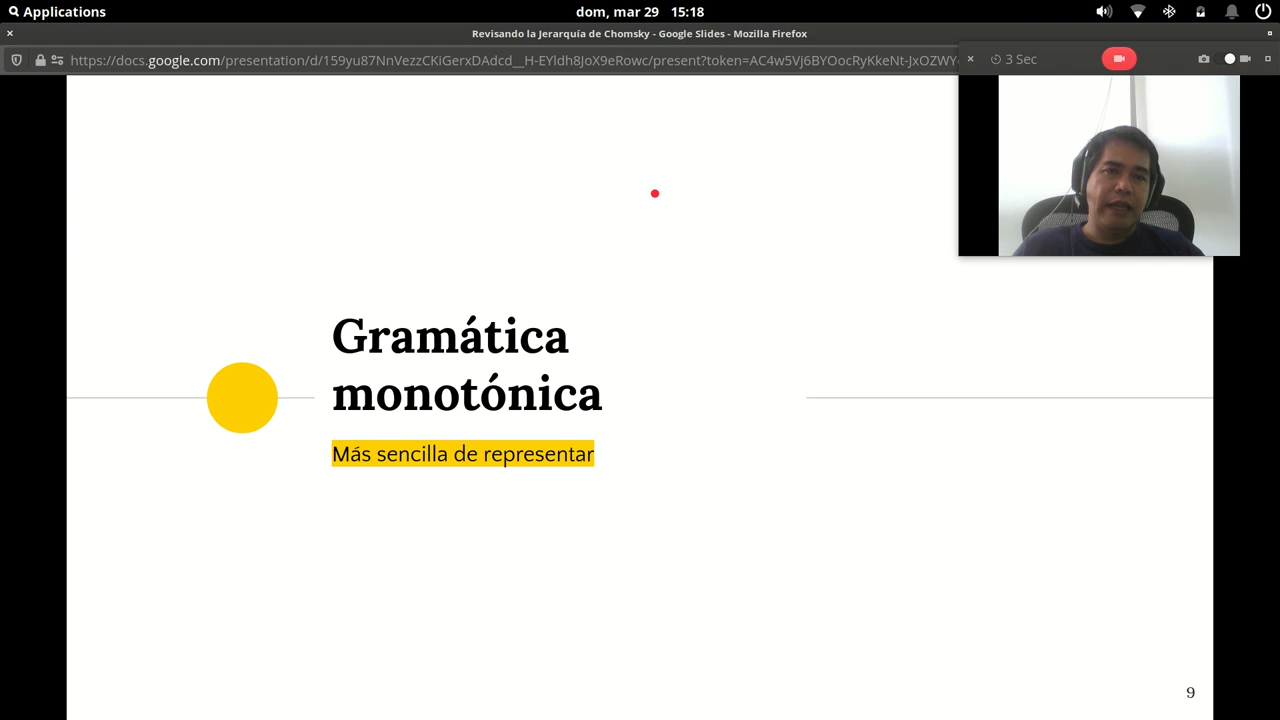 Applications
dom, mar 29 15:18
Revisando la Jerarquía de Chomsky - Google Slides - Mozilla Firefox
https://docs.google.com/presentation/d/159yu87NnVezzCKiGerxDAdcd__H-EYldh8JoX9eRowc/present?token=AC4w5Vj6BYOocRyKkeNt-JxOZWY
3 Sec
Gramática
monotónica
Más sencilla de representar
9